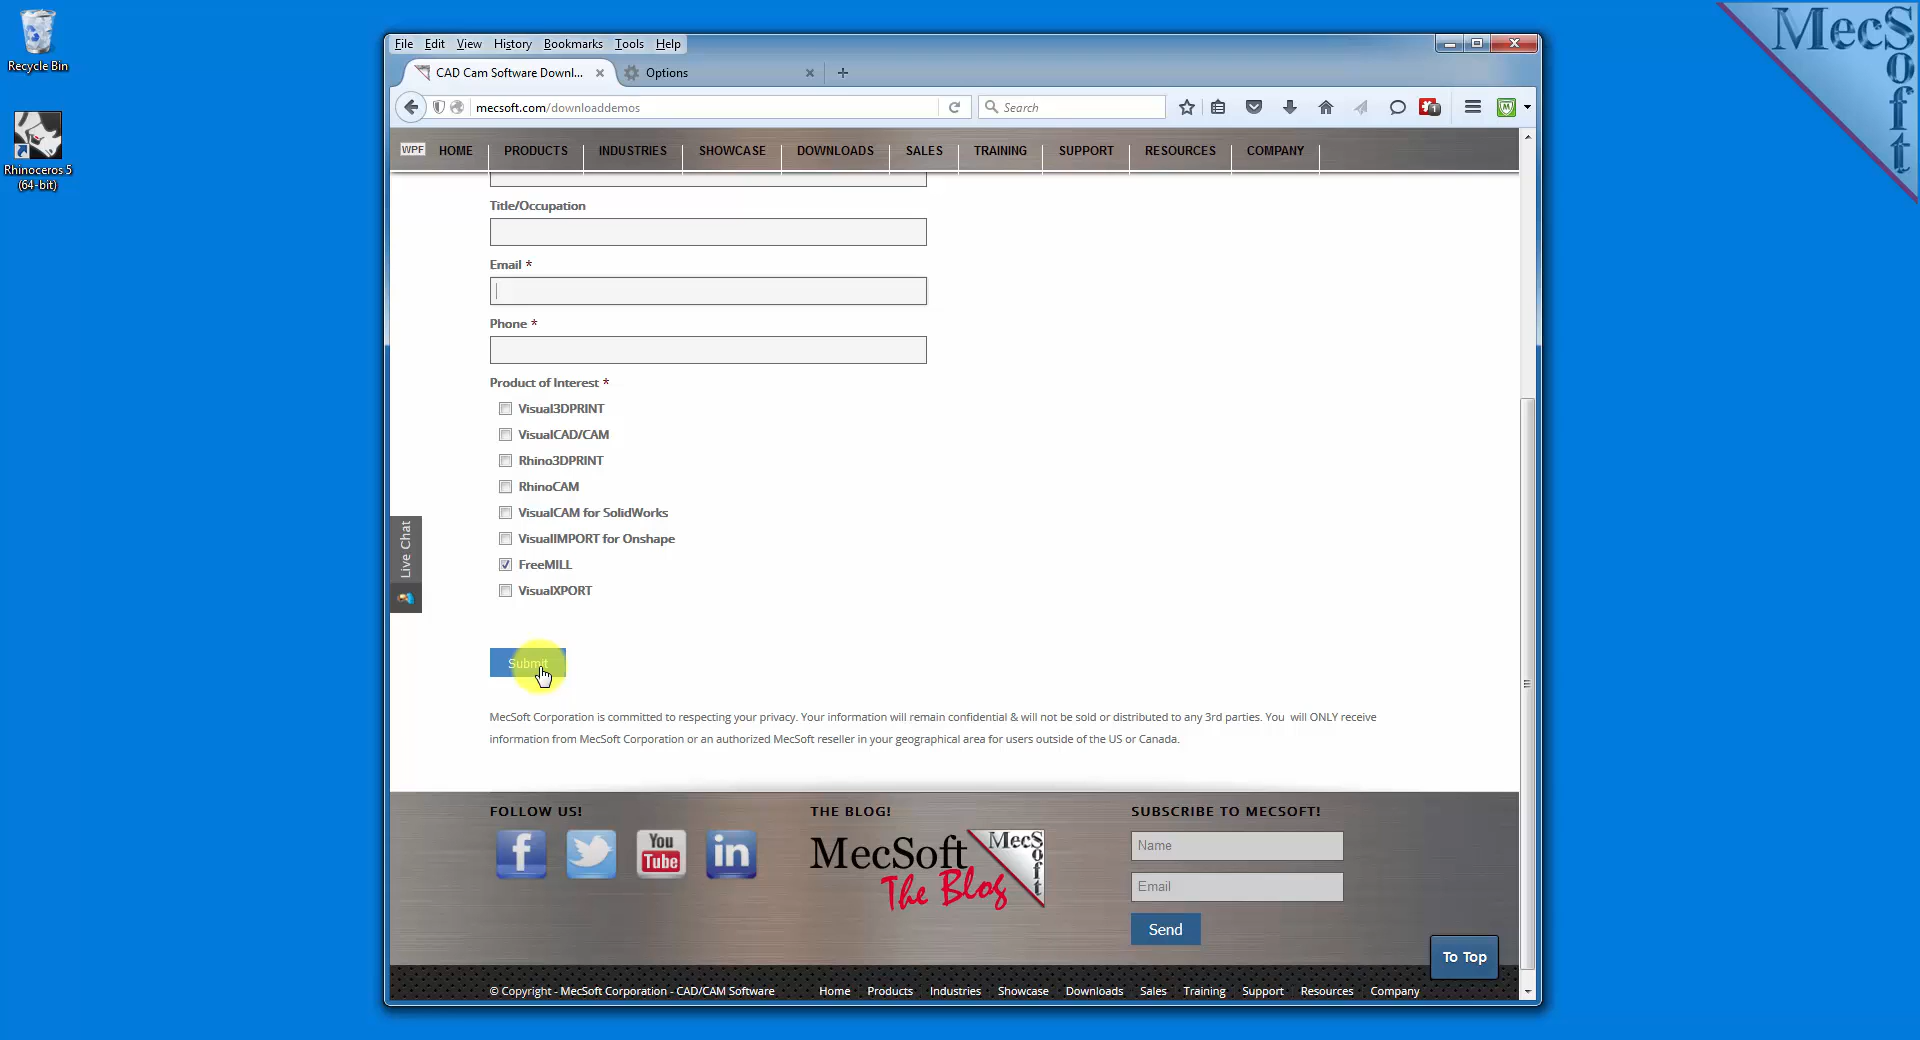 Recycle Bin
Rhinoceros 5
(64-bit)
MecSoft
File Edit View History Bookmarks Tools Help
CAD Cam Software Downl...
Options
mecsoft.com/downloaddemos
Search
1
WPF HOME PRODUCTS INDUSTRIES SHOWCASE DOWNLOADS SALES TRAINING SUPPORT RESOURCES COMPANY
Title/Occupation
Email *
Phone *
Product of Interest *
Visual3DPRINT
VisualCAD/CAM
Rhino3DPRINT
RhinoCAM
VisualCAM for SolidWorks
VisualIMPORT for Onshape
FreeMILL
VisualXPORT
Live Chat
Submit
MecSoft Corporation is committed to respecting your privacy. Your information will remain confidential & will not be sold or distributed to any 3rd parties. You will ONLY receive
information from MecSoft Corporation or an authorized MecSoft reseller in your geographical area for users outside of the US or Canada.
FOLLOW US!
f
You
Tube
in
THE BLOG!
MecSoft
The Blog
MecSoft
SUBSCRIBE TO MECSOFT!
Name
Email
Send
To Top
© Copyright - MecSoft Corporation - CAD/CAM Software
Home Products Industries Showcase Downloads Sales Training Support Resources Company